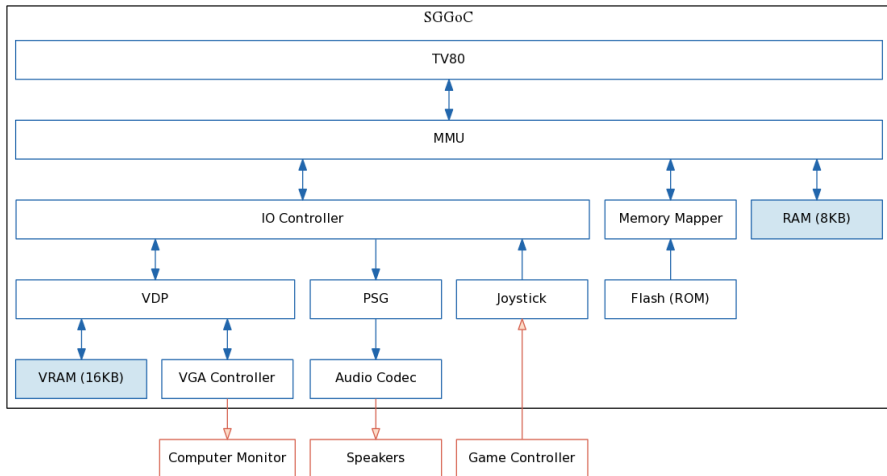 SGGoC
TV80
MMU
IO Controller
Memory Mapper
RAM (8KB)
VDP
PSG
Joystick
Flash (ROM)
VRAM (16KB)
VGA Controller
Audio Codec
Computer Monitor
Speakers
Game Controller